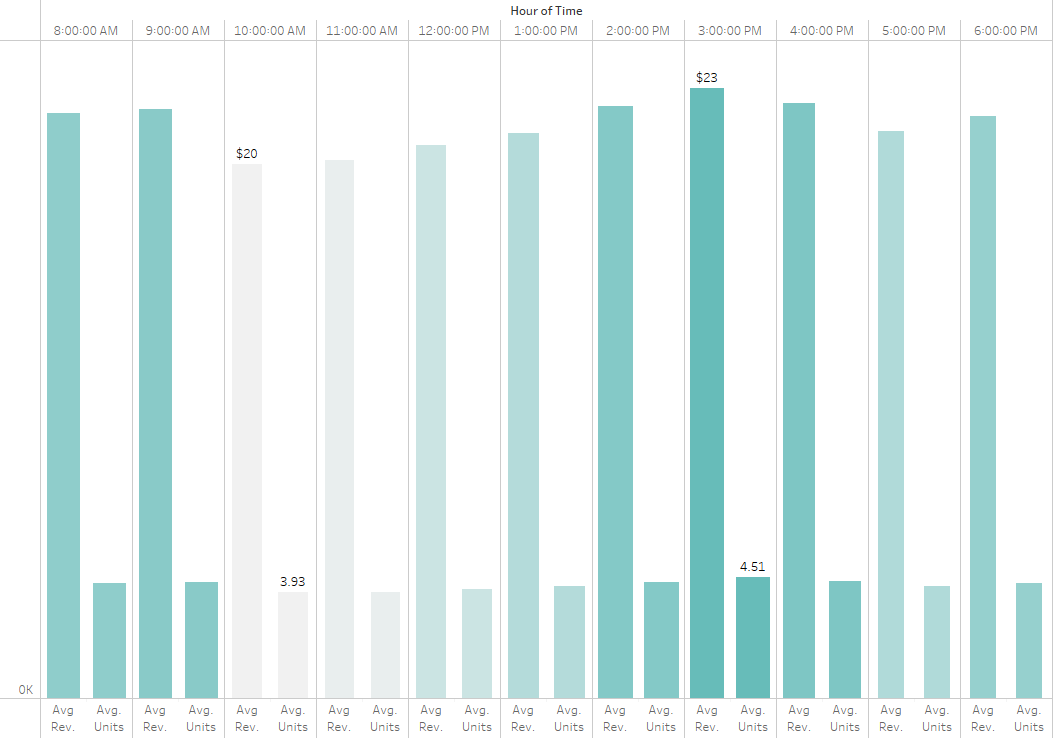 Hour of Time
8:00:00 AM 9:00:00 AM 10:00:00 AM 11:00:00 AM 12:00:00 PM 1:00:00 PM 2:00:00 PM 3:00:00 PM 4:00:00 PM 5:00:00 PM 6:00:00 PM
$23
$20
4.51
3.93
0K
Avg Avg. Avg Avg. Avg Avg. Avg Avg. Avg Avg. Avg Avg. Avg Avg. Avg Avg. Avg Avg. Avg Avg. Avg Avg.
Rev. Units Rev. Units Rev. Units Rev. Units Rev. Units Rev. Units Rev. Units Rev. Units Rev. Units Rev. Units Rev. Units